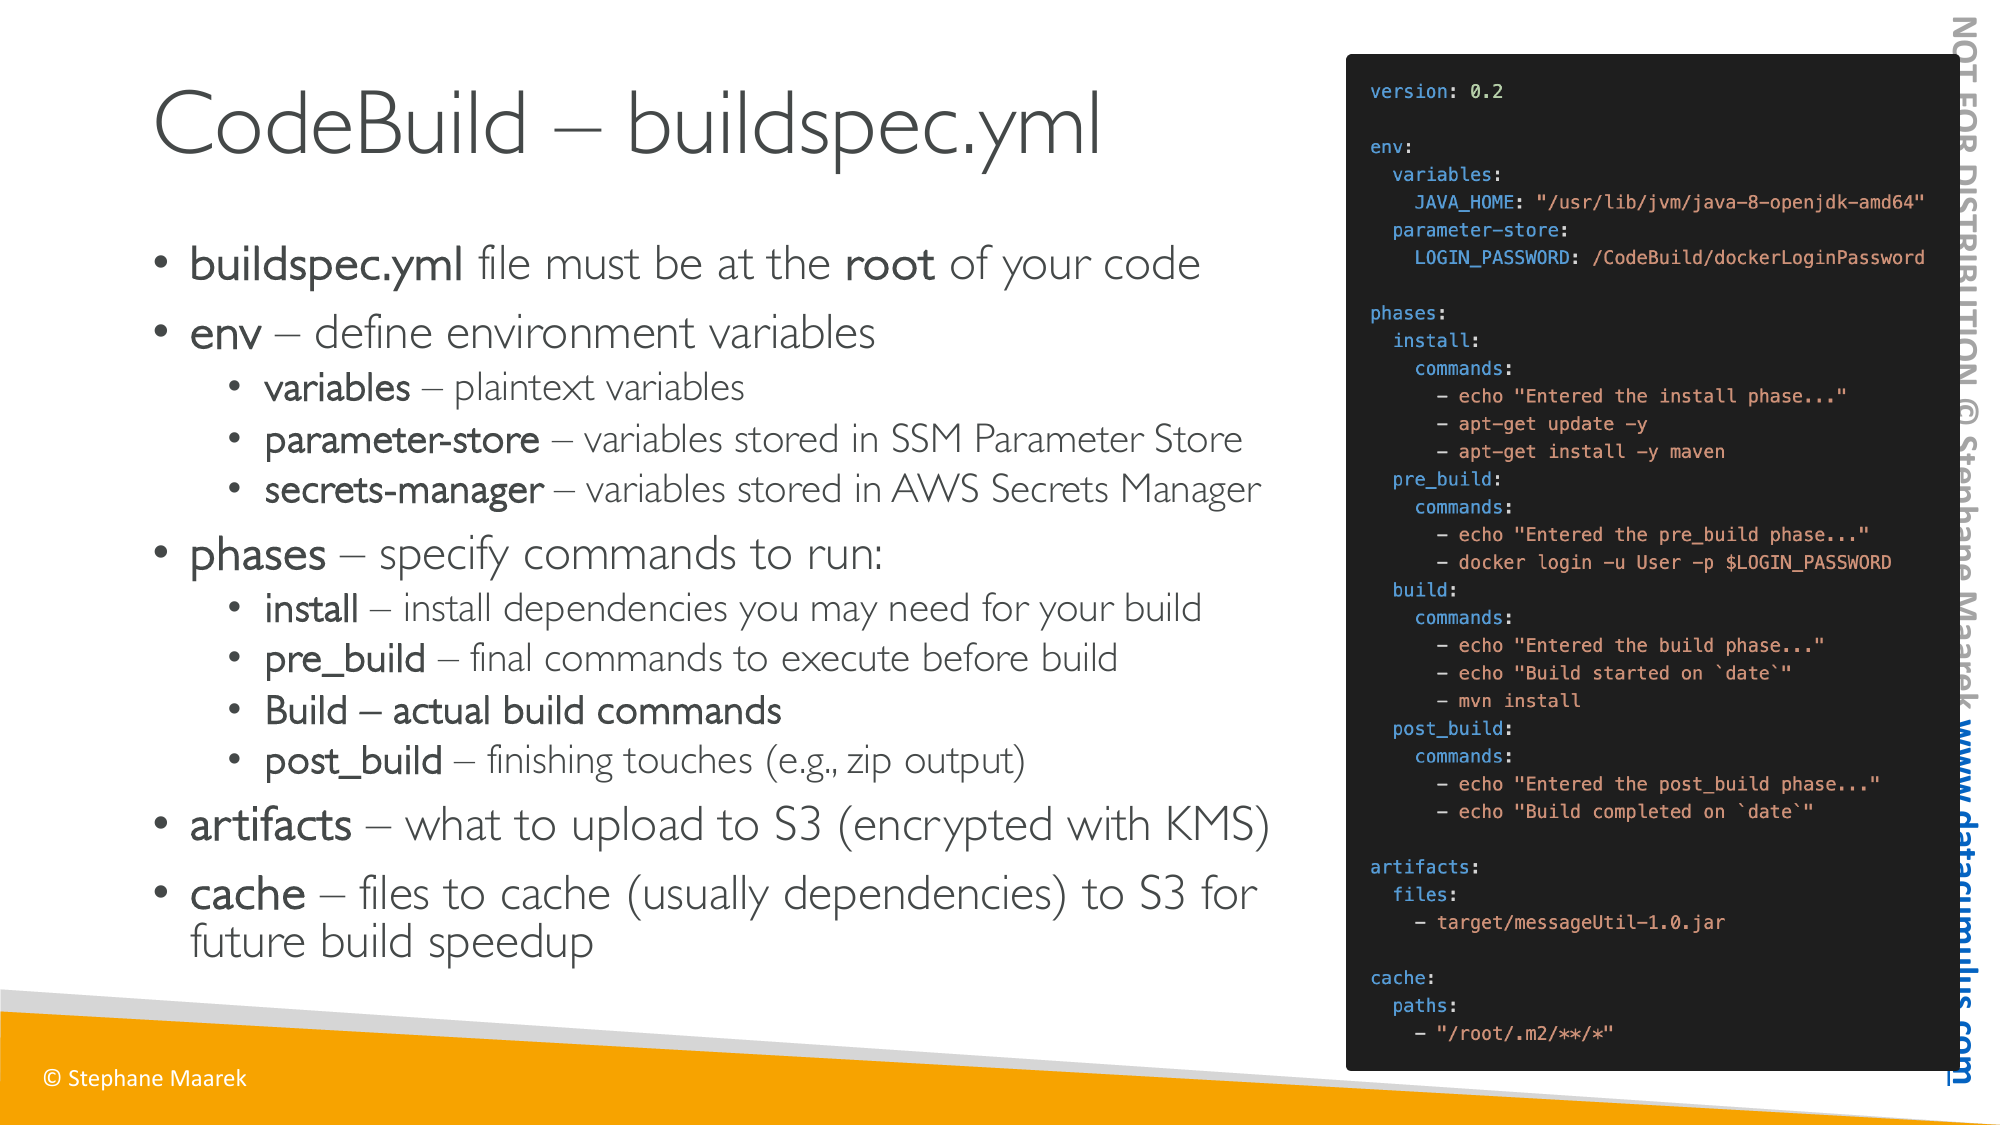 CodeBuild – buildspec.yml
• buildspec.yml file must be at the root of your code
• env – define environment variables
• variables – plaintext variables
• parameter-store – variables stored in SSM Parameter Store
• secrets-manager – variables stored in AWS Secrets Manager
• phases – specify commands to run:
• install – install dependencies you may need for your build
• pre_build – final commands to execute before build
• Build – actual build commands
• post_build – finishing touches (e.g., zip output)
• artifacts – what to upload to S3 (encrypted with KMS)
• cache – files to cache (usually dependencies) to S3 for
future build speedup
version: 0.2
env:
variables:
JAVA_HOME: "/usr/lib/jvm/java-8-openjdk-amd64"
parameter-store:
LOGIN_PASSWORD: /CodeBuild/dockerLoginPassword
phases:
install:
commands:
- echo "Entered the install phase..."
- apt-get update -y
- apt-get install -y maven
pre_build:
commands:
- echo "Entered the pre_build phase..."
- docker login -u User -p $LOGIN_PASSWORD
build:
commands:
- echo "Entered the build phase..."
- echo "Build started on `date`"
- mvn install
post_build:
commands:
- echo "Entered the post_build phase..."
- echo "Build completed on `date`"
artifacts:
files:
- target/messageUtil-1.0.jar
cache:
paths:
- "/root/.m2/**/*"
NOT FOR DISTRIBUTION © Stephane Maarek www.datacumulus.com
© Stephane Maarek